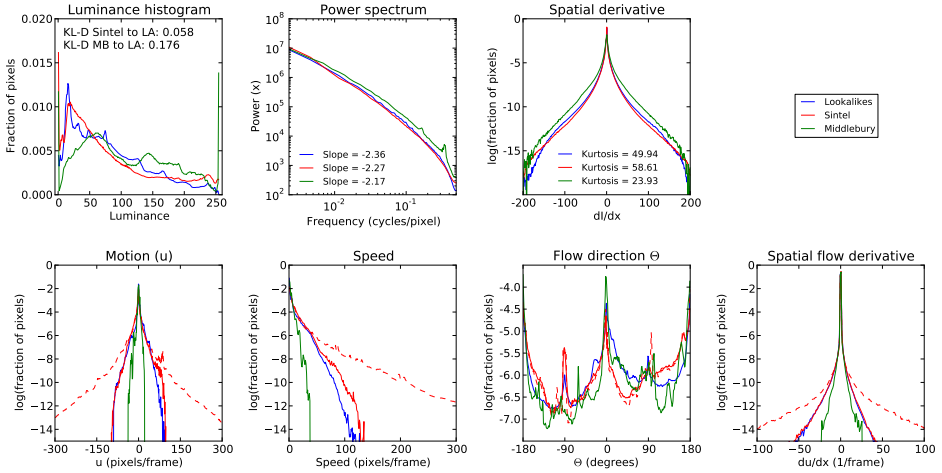 Luminance histogram
KL-D Sintel to LA: 0.058
KL-D MB to LA: 0.176
0.020
0.015
0.010
0.005
0.000
Fraction of pixels
0 50 100 150 200 250
Luminance
Power spectrum
10^8
10^7
10^6
10^5
10^4
10^3
10^2
Power (x)
Slope = -2.36
Slope = -2.27
Slope = -2.17
10^-2 10^-1
Frequency (cycles/pixel)
Spatial derivative
0
−5
−10
−15
log(fraction of pixels)
Kurtosis = 49.94
Kurtosis = 58.61
Kurtosis = 23.93
-200 -100 0 100 200
dI/dx
Lookalikes
Sintel
Middlebury
Motion (u)
0
−2
−4
−6
−8
−10
−12
−14
log(fraction of pixels)
−300 −150 0 150 300
u (pixels/frame)
Speed
0
−2
−4
−6
−8
−10
−12
−14
log(fraction of pixels)
0 100 200 300
Speed (pixels/frame)
Flow direction Θ
−4.0
−4.5
−5.0
−5.5
−6.0
−6.5
−7.0
log(fraction of pixels)
-180 -90 0 90 180
Θ (degrees)
Spatial flow derivative
0
−2
−4
−6
−8
−10
−12
−14
log(fraction of pixels)
−100 −50 0 50 100
du/dx (1/frame)